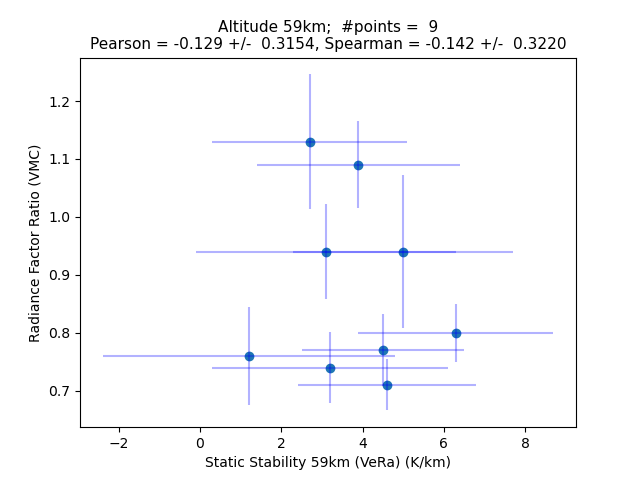 Altitude 59km;  #points =  9
Pearson = -0.129 +/-  0.3154, Spearman = -0.142 +/-  0.3220
1.2
1.1
1.0
0.9
0.8
0.7
Radiance Factor Ratio (VMC)
−2 0 2 4 6 8
Static Stability 59km (VeRa) (K/km)